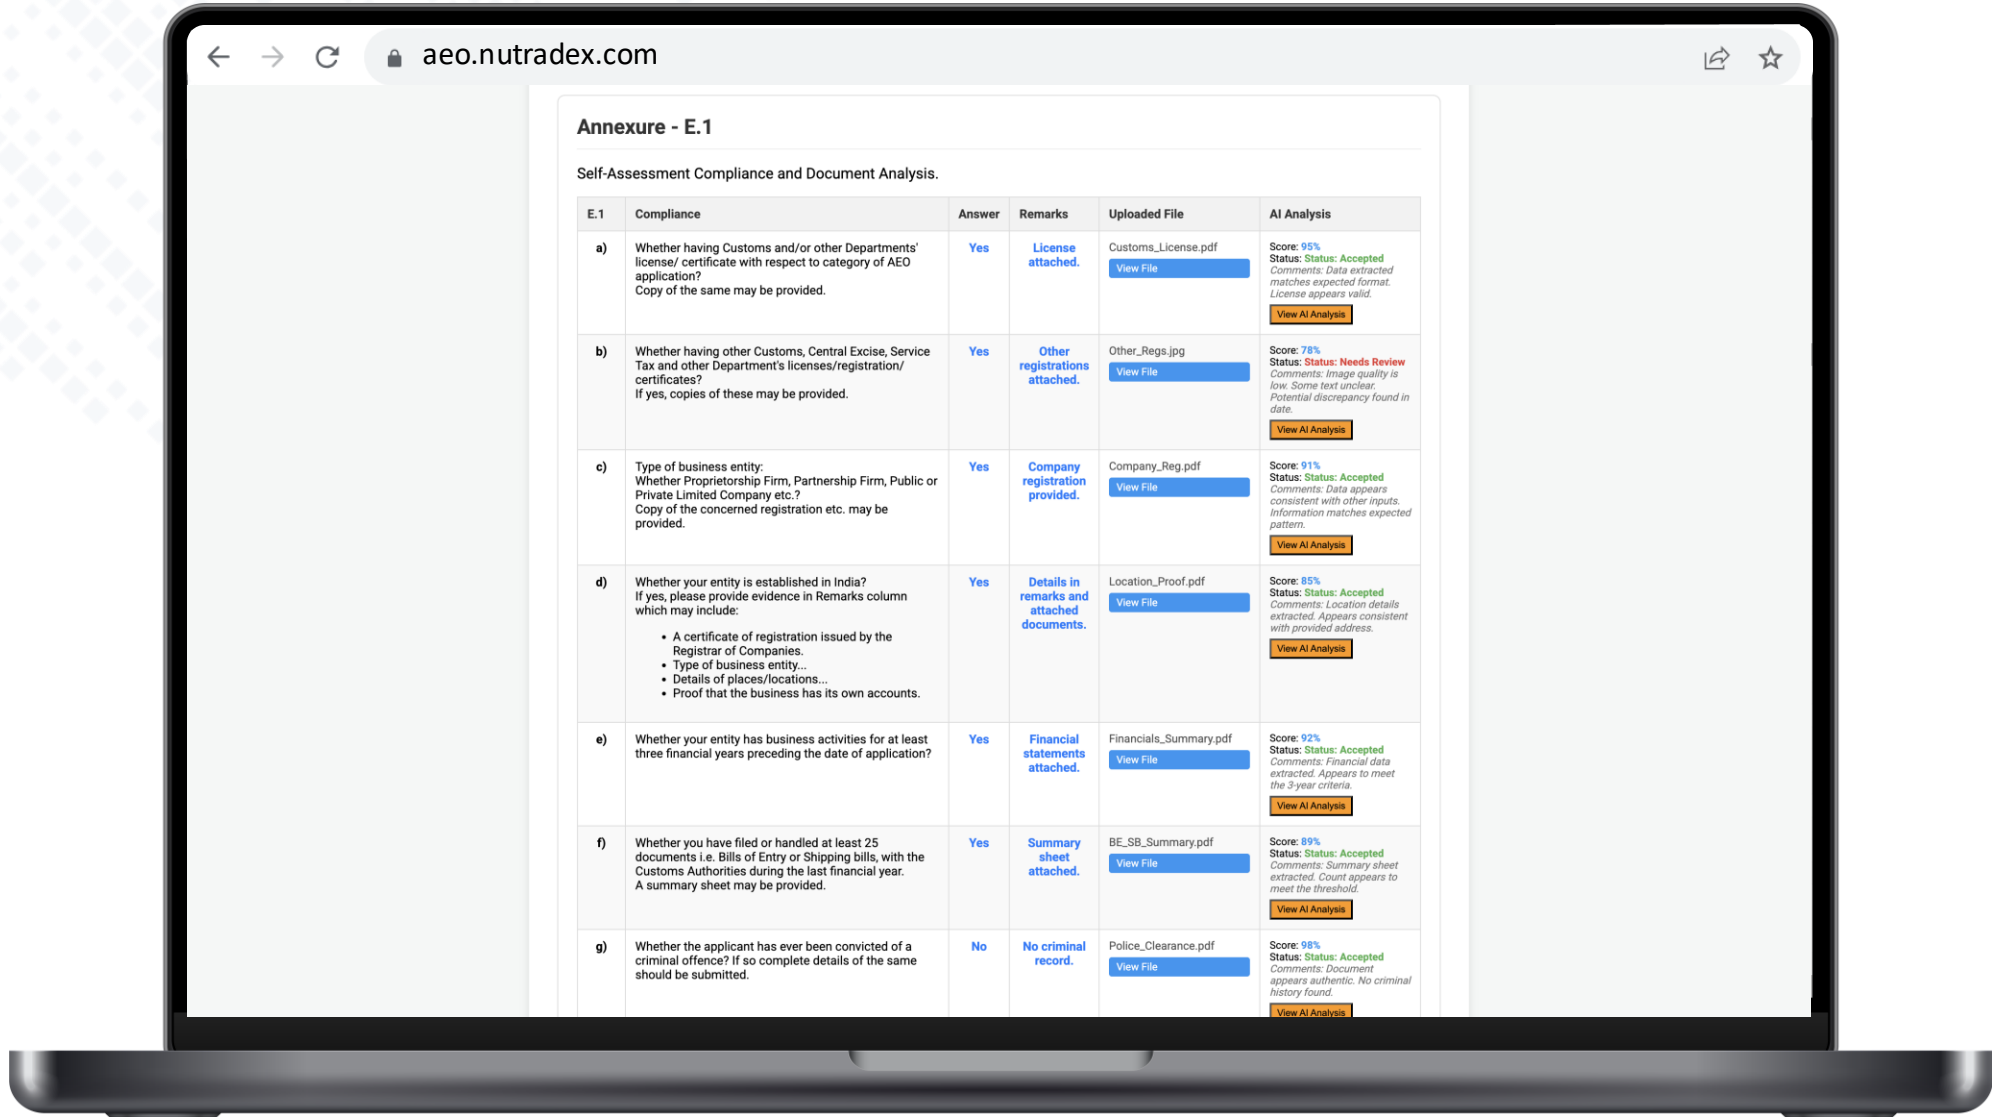 aeo.nutradex.com
Annexure - E.1
Self-Assessment Compliance and Document Analysis.
E.1 Compliance Answer Remarks Uploaded File AI Analysis
a)
Whether having Customs and/or other Departments'
license/ certificate with respect to category of AEO
application?
Copy of the same may be provided.
Yes
License
attached.
Customs_License.pdf
View File
Score: 95%
Status: Status: Accepted
Comments: Data extracted
matches expected format.
License appears valid.
View AI Analysis
b)
Whether having other Customs, Central Excise, Service
Tax and other Department's licenses/registration/
certificates?
If yes, copies of these may be provided.
Yes
Other
registrations
attached.
Other_Regs.jpg
View File
Score: 78%
Status: Status: Needs Review
Comments: Image quality is
low. Some text unclear.
Potential discrepancy found in
date.
View AI Analysis
c)
Type of business entity:
Whether Proprietorship Firm, Partnership Firm, Public or
Private Limited Company etc.?
Copy of the concerned registration etc. may be
provided.
Yes
Company
registration
provided.
Company_Reg.pdf
View File
Score: 91%
Status: Status: Accepted
Comments: Data appears
consistent with other inputs.
Information matches expected
pattern.
View AI Analysis
d)
Whether your entity is established in India?
If yes, please provide evidence in Remarks column
which may include:
• A certificate of registration issued by the
Registrar of Companies.
• Type of business entity...
• Details of places/locations...
• Proof that the business has its own accounts.
Yes
Details in
remarks and
attached
documents.
Location_Proof.pdf
View File
Score: 85%
Status: Status: Accepted
Comments: Location details
extracted. Appears consistent
with provided address.
View AI Analysis
e)
Whether your entity has business activities for at least
three financial years preceding the date of application?
Yes
Financial
statements
attached.
Financials_Summary.pdf
View File
Score: 92%
Status: Status: Accepted
Comments: Financial data
extracted. Appears to meet
the 3-year criteria.
View AI Analysis
f)
Whether you have filed or handled at least 25
documents i.e. Bills of Entry or Shipping bills, with the
Customs Authorities during the last financial year.
A summary sheet may be provided.
Yes
Summary
sheet
attached.
BE_SB_Summary.pdf
View File
Score: 89%
Status: Status: Accepted
Comments: Summary sheet
extracted. Count appears to
meet the threshold.
View AI Analysis
g)
Whether the applicant has ever been convicted of a
criminal offence? If so complete details of the same
should be submitted.
No
No criminal
record.
Police_Clearance.pdf
View File
Score: 98%
Status: Status: Accepted
Comments: Document
appears authentic. No criminal
history found.
View AI Analysis